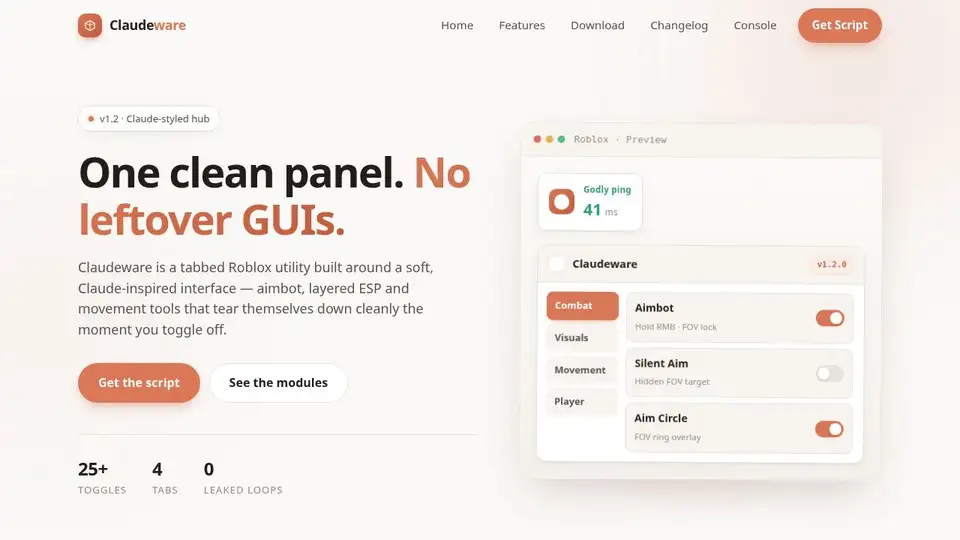 Claudeware
Home Features Download Changelog Console Get Script
v1.2 · Claude-styled hub
One clean panel. No
leftover GUIs.
Claudeware is a tabbed Roblox utility built around a soft,
Claude-inspired interface — aimbot, layered ESP and
movement tools that tear themselves down cleanly the
moment you toggle off.
Get the script See the modules
25+ 4 0
TOGGLES TABS LEAKED LOOPS
Roblox · Preview
Godly ping
41 ms
Claudeware v1.2.0
Combat
Visuals
Movement
Player
Aimbot
Hold RMB · FOV lock
Silent Aim
Hidden FOV target
Aim Circle
FOV ring overlay